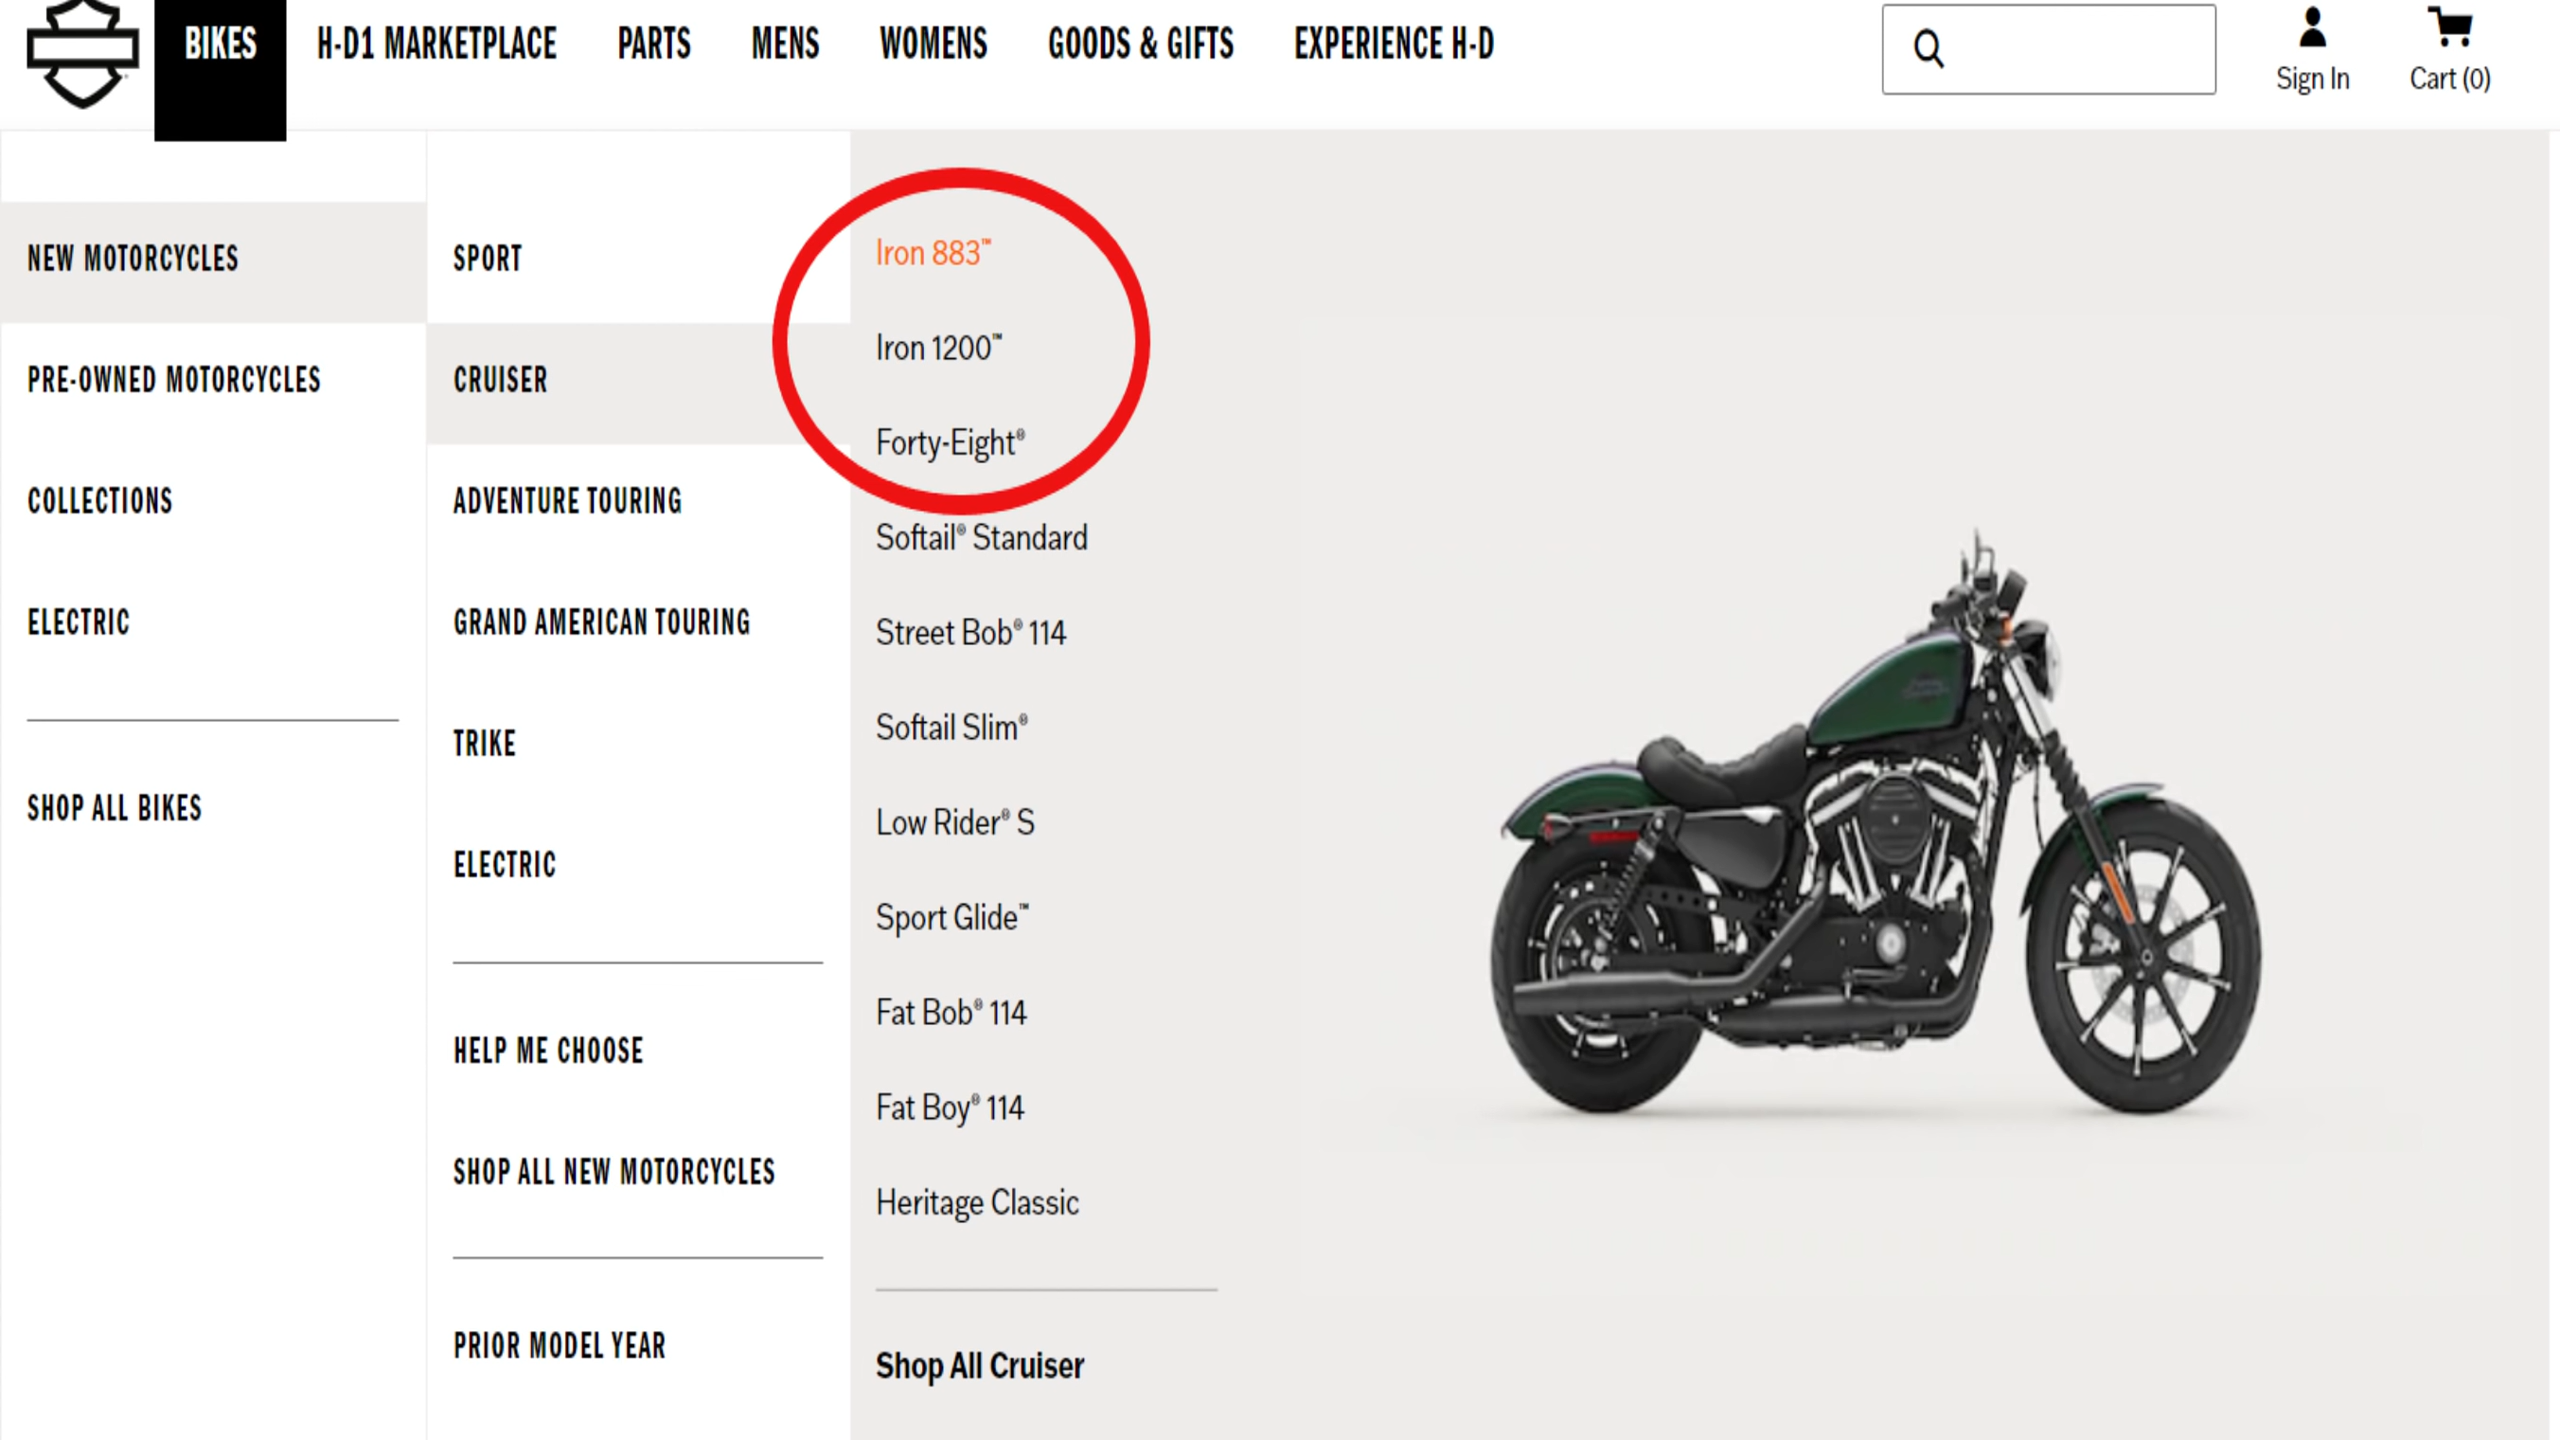 BIKES
H-D1 MARKETPLACE
PARTS
MENS
WOMENS
GOODS & GIFTS
EXPERIENCE H-D
Sign In
Cart (0)
NEW MOTORCYCLES
PRE-OWNED MOTORCYCLES
COLLECTIONS
ELECTRIC
SHOP ALL BIKES
SPORT
CRUISER
ADVENTURE TOURING
GRAND AMERICAN TOURING
TRIKE
ELECTRIC
HELP ME CHOOSE
SHOP ALL NEW MOTORCYCLES
PRIOR MODEL YEAR
Iron 883™
Iron 1200™
Forty-Eight®
Softail® Standard
Street Bob® 114
Softail Slim®
Low Rider® S
Sport Glide™
Fat Bob® 114
Fat Boy® 114
Heritage Classic
Shop All Cruiser